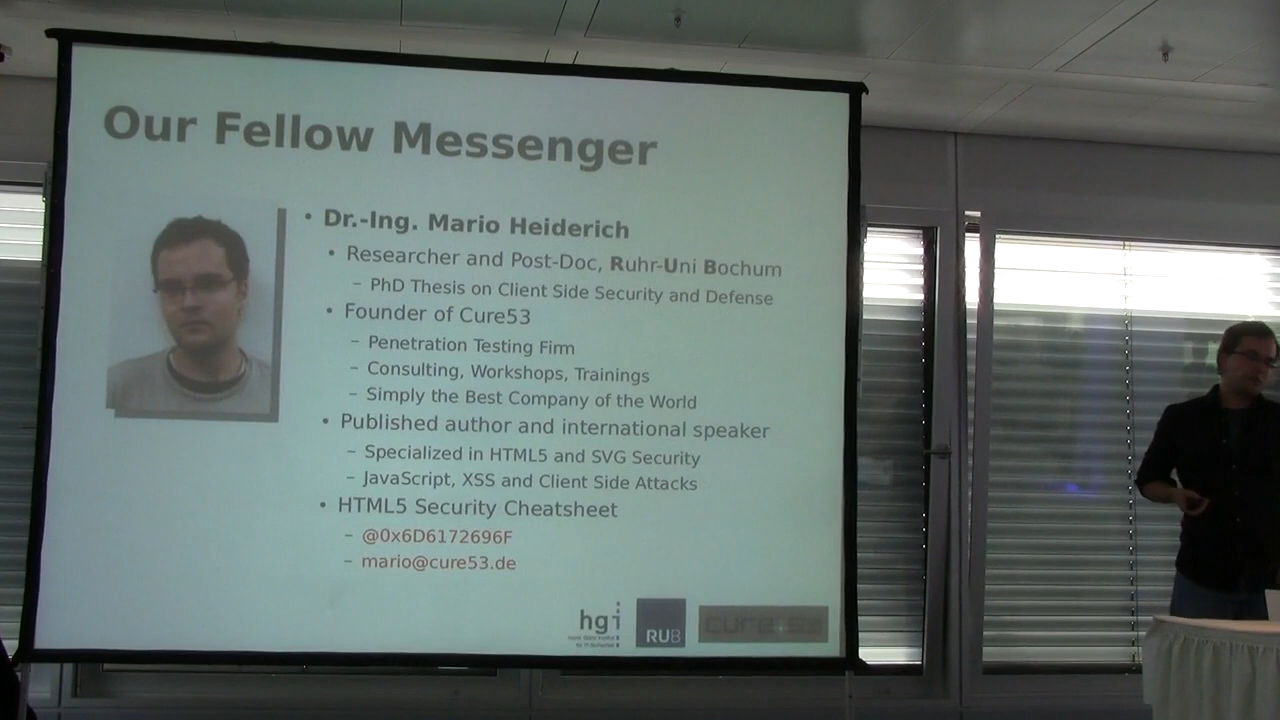 Our Fellow Messenger
• Dr.-Ing. Mario Heiderich
• Researcher and Post-Doc, Ruhr-Uni Bochum
– PhD Thesis on Client Side Security and Defense
• Founder of Cure53
– Penetration Testing Firm
– Consulting, Workshops, Trainings
– Simply the Best Company of the World
• Published author and international speaker
– Specialized in HTML5 and SVG Security
– JavaScript, XSS and Client Side Attacks
• HTML5 Security Cheatsheet
– @0x6D6172696F
– mario@cure53.de
hgi
RUB
cure53